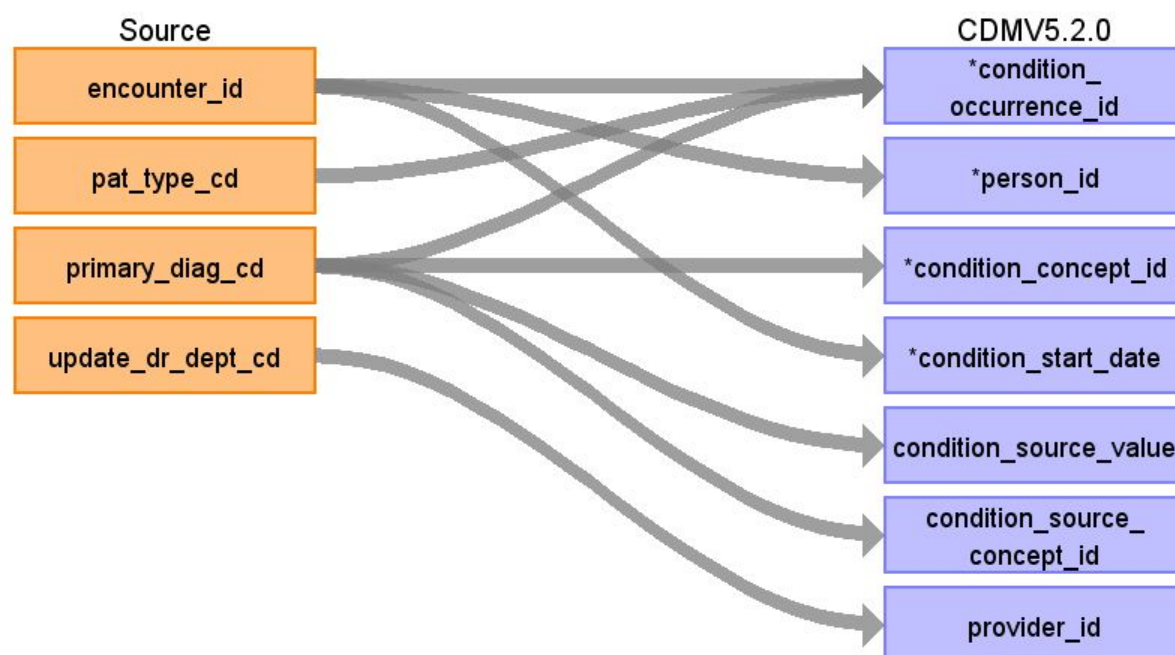 Source
CDMV5.2.0
encounter_id
*condition_
occurrence_id
pat_type_cd
*person_id
primary_diag_cd
*condition_concept_id
update_dr_dept_cd
*condition_start_date
condition_source_value
condition_source_
concept_id
provider_id